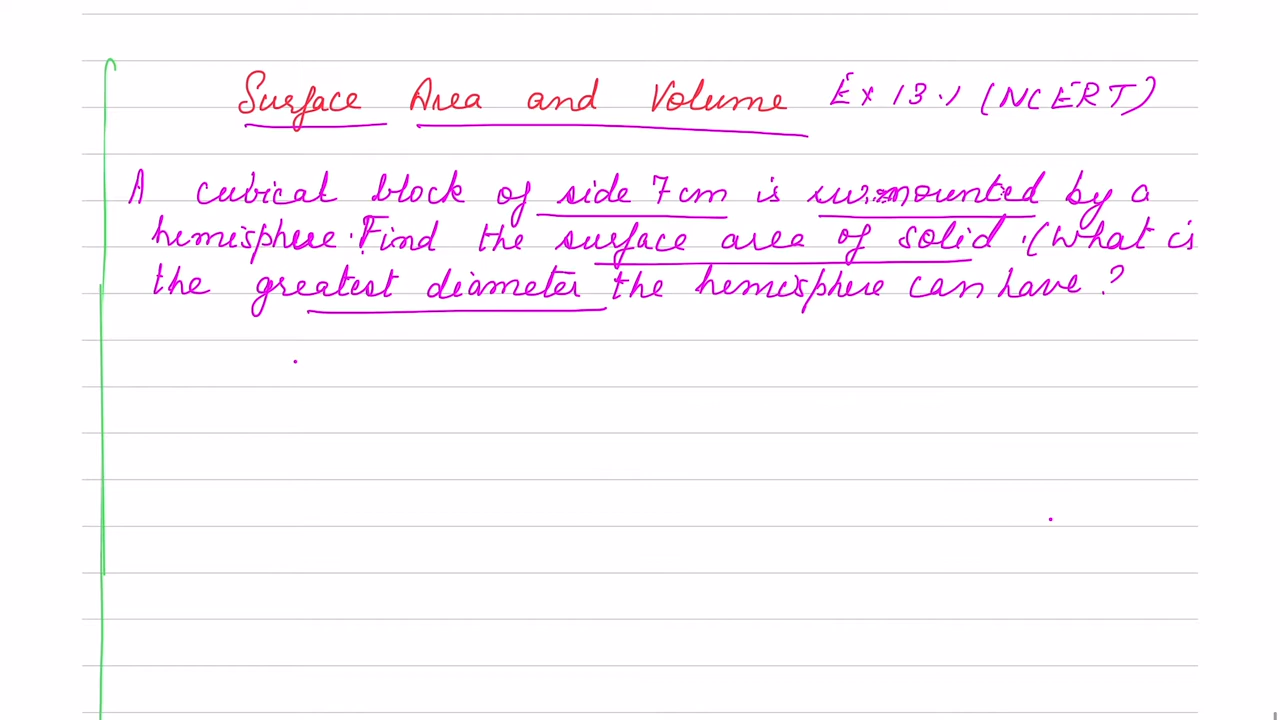 Surface Area and Volume Ex 13.1 (NCERT)
A cubical block of side 7cm is surmounted by a
hemisphere. Find the surface area of solid. (What is
the greatest diameter the hemisphere can have?